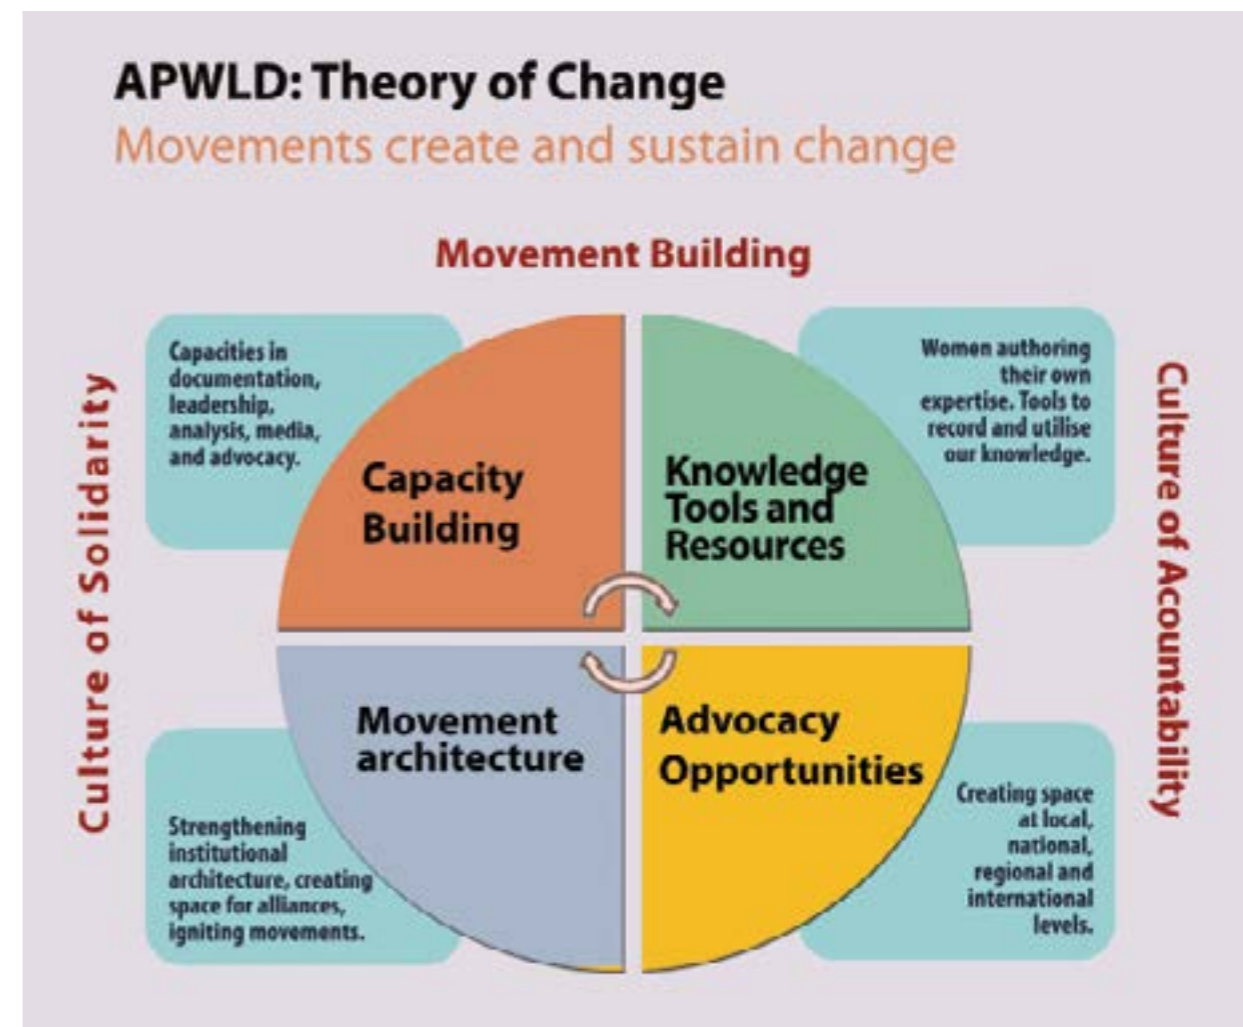 APWLD: Theory of Change
Movements create and sustain change
Movement Building
Culture of Solidarity
Capacities in
documentation,
leadership,
analysis, media,
and advocacy.
Capacity
Building
Knowledge
Tools and
Resources
Women authoring
their own
expertise. Tools to
record and utilise
our knowledge.
Culture of Acountability
Movement
architecture
Strengthening
institutional
architecture, creating
space for alliances,
igniting movements.
Advocacy
Opportunities
Creating space
at local,
national,
regional and
international
levels.